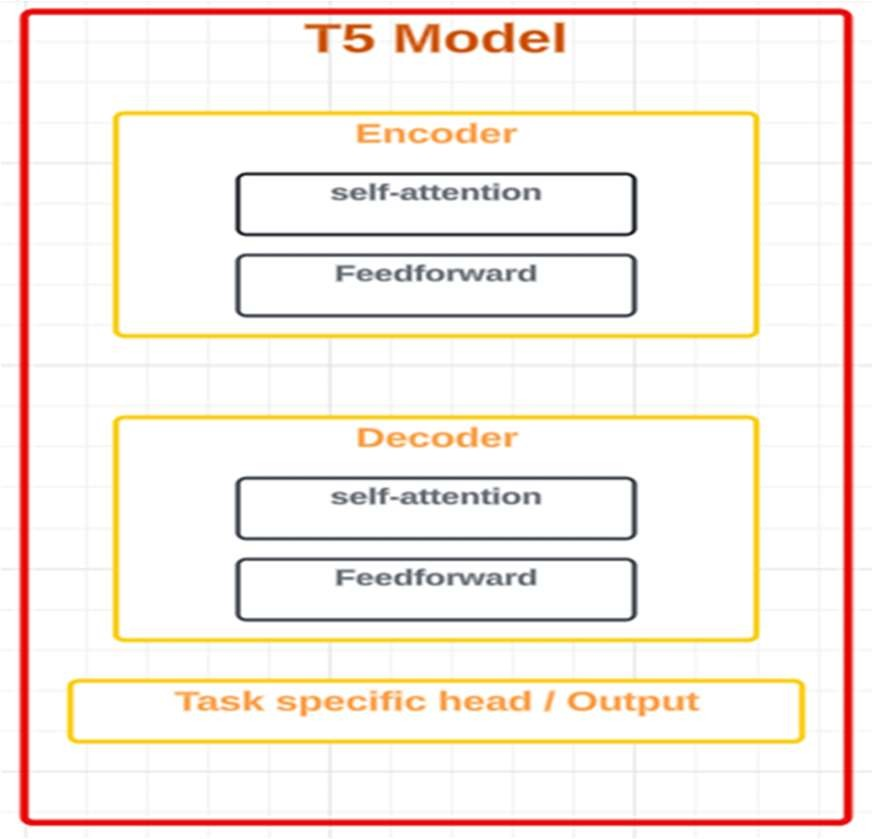 T5 Model
Encoder
self-attention
Feedforward
Decoder
self-attention
Feedforward
Task specific head / Output